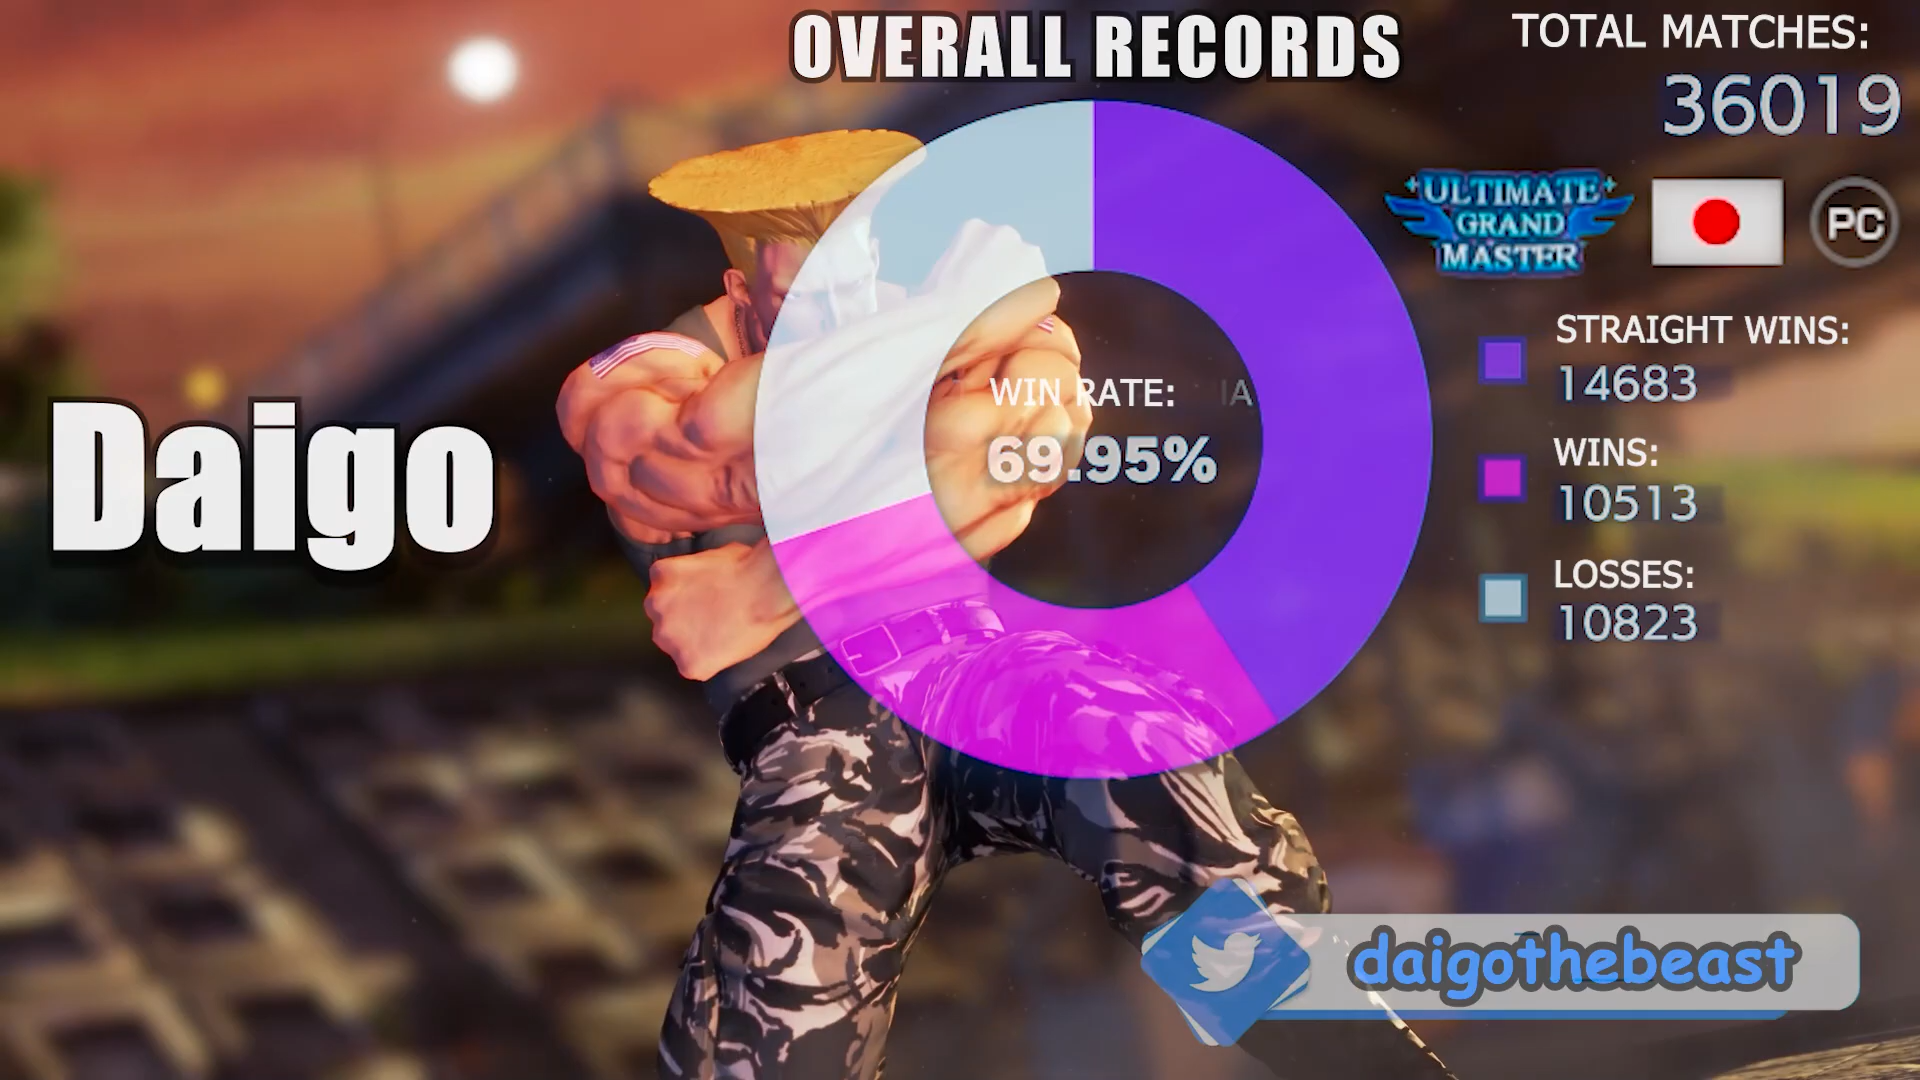 OVERALL RECORDS
TOTAL MATCHES:
36019
ULTIMATE
GRAND
MASTER
PC
STRAIGHT WINS:
14683
WIN RATE:
69.95%
WINS:
10513
Daigo
LOSSES:
10823
daigothebeast